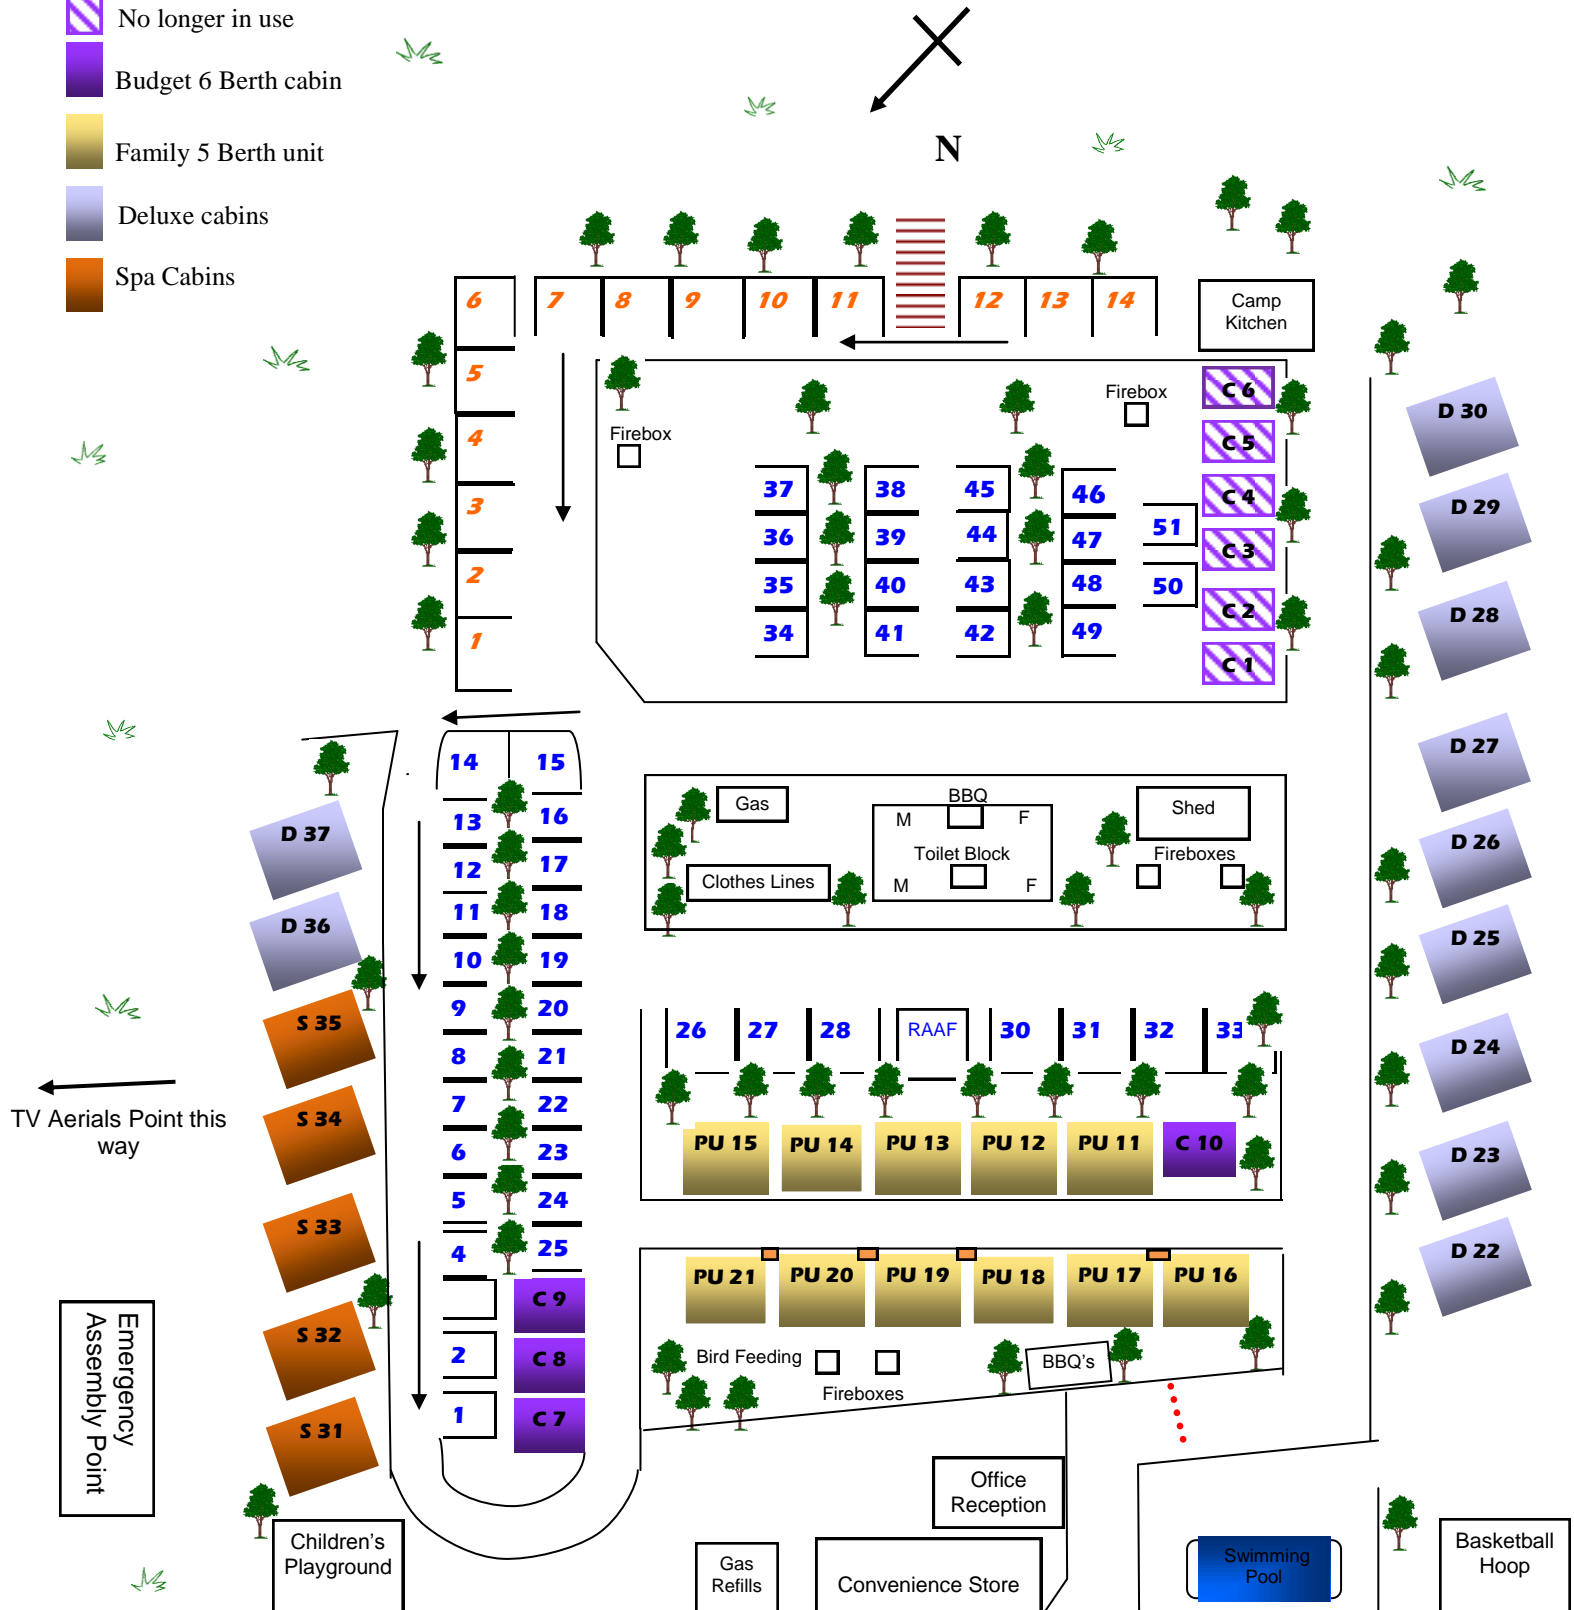 No longer in use
Budget 6 Berth cabin
Family 5 Berth unit
Deluxe cabins
Spa Cabins
N
6
7
8
9
10
11
12
13
14
Camp
Kitchen
5
4
3
2
1
Firebox
Firebox
C 6
C 5
C 4
C 3
C 2
C 1
37
38
45
46
36
39
44
47
51
35
40
43
48
50
34
41
42
49
D 30
D 29
D 28
D 27
D 26
D 25
D 24
D 23
D 22
14
15
13
16
12
17
11
18
10
19
9
20
8
21
7
22
6
23
5
24
4
25
C 9
2
C 8
1
C 7
D 37
D 36
S 35
S 34
S 33
S 32
S 31
TV Aerials Point this
way
Emergency
Assembly Point
Gas
BBQ
M
F
Toilet Block
M
F
Shed
Fireboxes
Clothes Lines
26
27
28
RAAF
30
31
32
33
PU 15
PU 14
PU 13
PU 12
PU 11
C 10
PU 21
PU 20
PU 19
PU 18
PU 17
PU 16
Bird Feeding
Fireboxes
BBQ's
Office
Reception
Children's
Playground
Gas
Refills
Convenience Store
Swimming
Pool
Basketball
Hoop